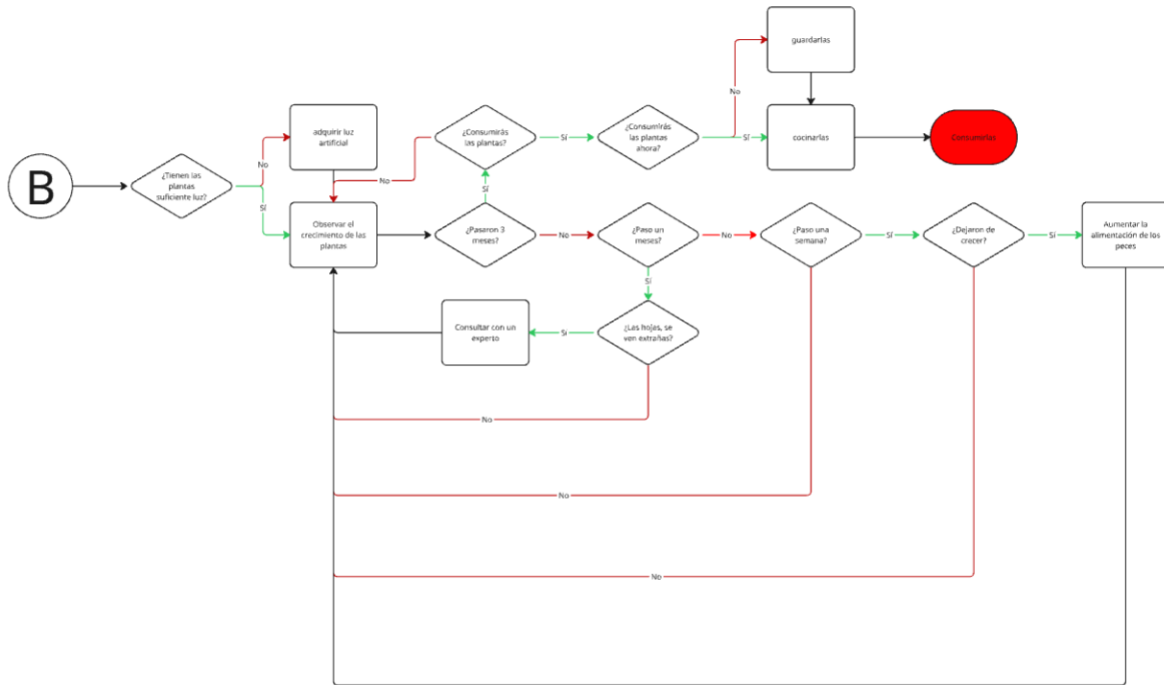 guardarlas
No
adquirir luz
artificial
¿Consumirás
las plantas?
Sí
¿Consumirás
las plantas
ahora?
Sí
cocinarlas
Consumirlas
B
¿Tienen las
plantas
suficiente luz?
No
Sí
No
Sí
Observar el
crecimiento de las
plantas
¿Pasaron 3
meses?
No
¿Paso un
meses?
No
¿Paso una
semana?
Sí
¿Dejaron de
crecer?
Sí
Aumentar la
alimentación de los
peces
Sí
Consultar con un
experso
Sí
¿Las hojas, se
ven extrañas?
No
No
No